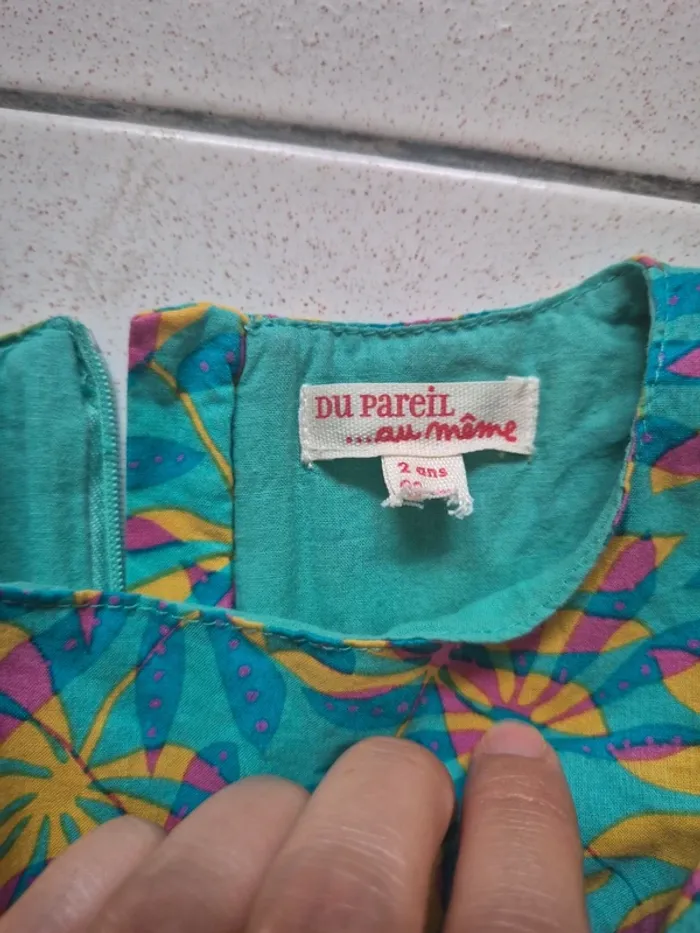 DU PAREIL
...au même
2 ans